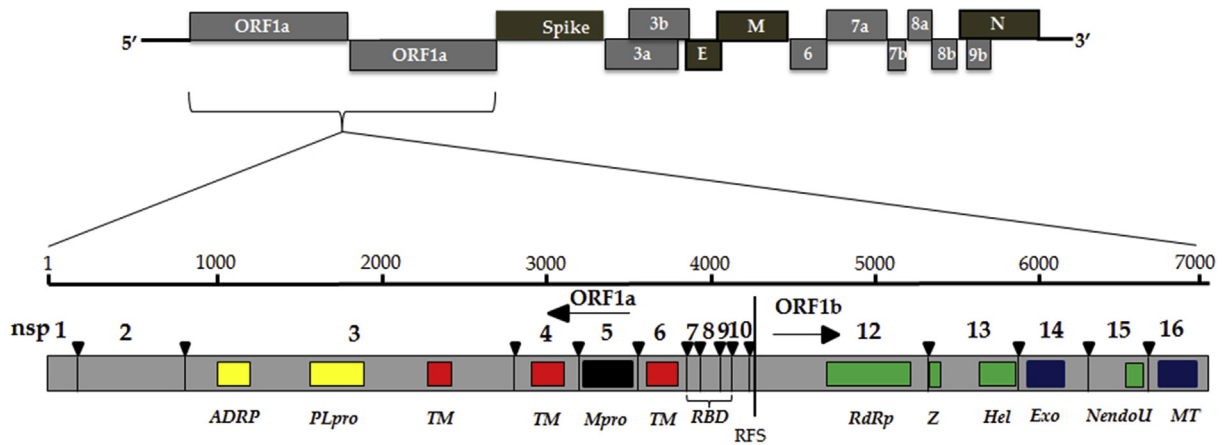 ORF1a Spike 3b M 7a 8a N
5′ 3′
ORF1a 3a E 6 7b 8b 9b
1 1000 2000 3000 4000 5000 6000 7000
ORF1a ORF1b
nsp 1 2 3 4 5 6 7 8 9 10 12 13 14 15 16
ADRP PLpro TM TM Mpro TM RBD RdRp Z Hel Exo NendoU MT
RFS